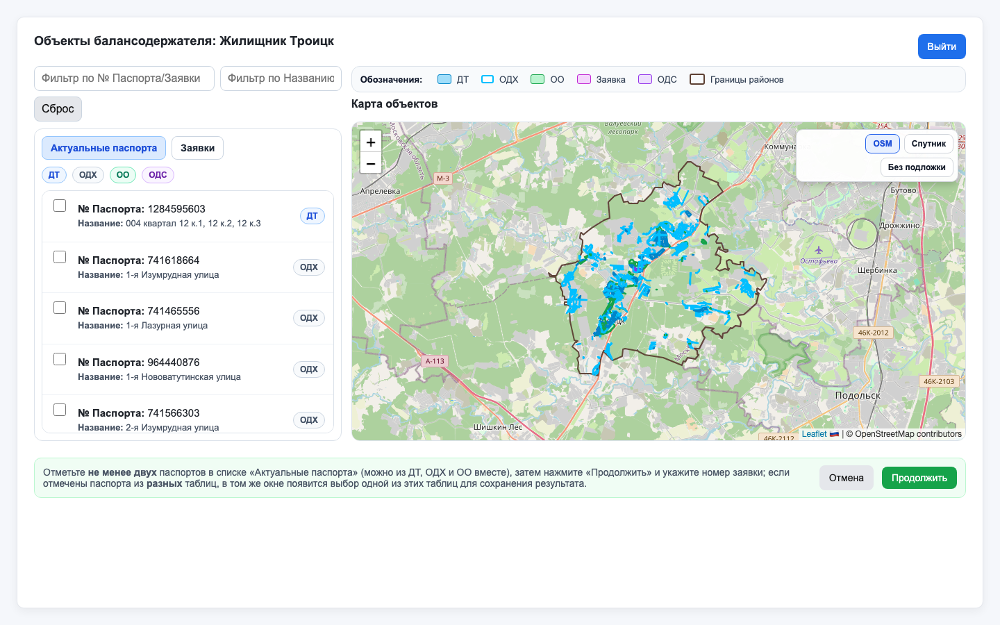 Объекты балансодержателя: Жилищник Троицк
Выйти
Фильтр по № Паспорта/Заявки
Фильтр по Названию
Сброс
Обозначения: ДТ ОДХ ОО Заявка ОДС Границы районов
Карта объектов
Актуальные паспорта
Заявки
ДТ ОДХ ОО ОДС
№ Паспорта: 1284595603
Название: 004 квартал 12 к.1, 12 к.2, 12 к.3
ДТ
№ Паспорта: 741618664
Название: 1-я Изумрудная улица
ОДХ
№ Паспорта: 741465556
Название: 1-я Лазурная улица
ОДХ
№ Паспорта: 964440876
Название: 1-я Нововатутинская улица
ОДХ
№ Паспорта: 741566303
Название: 2-я Изумрудная улица
ОДХ
+
−
OSM
Спутник
Без подложки
Валуевский
лесопарк
Московская область
35А
М-3
Апрелевка
Бутово
Дрожжино
Остафьево
Щербинка
46К-2012
А-113
46К-2103
Подольск
Шишкин Лес
46К-2112
Leaflet | © OpenStreetMap contributors
Отметьте не менее двух паспортов в списке «Актуальные паспорта» (можно из ДТ, ОДХ и ОО вместе), затем нажмите «Продолжить» и укажите номер заявки; если
отмечены паспорта из разных таблиц, в том же окне появится выбор одной из этих таблиц для сохранения результата.
Отмена
Продолжить